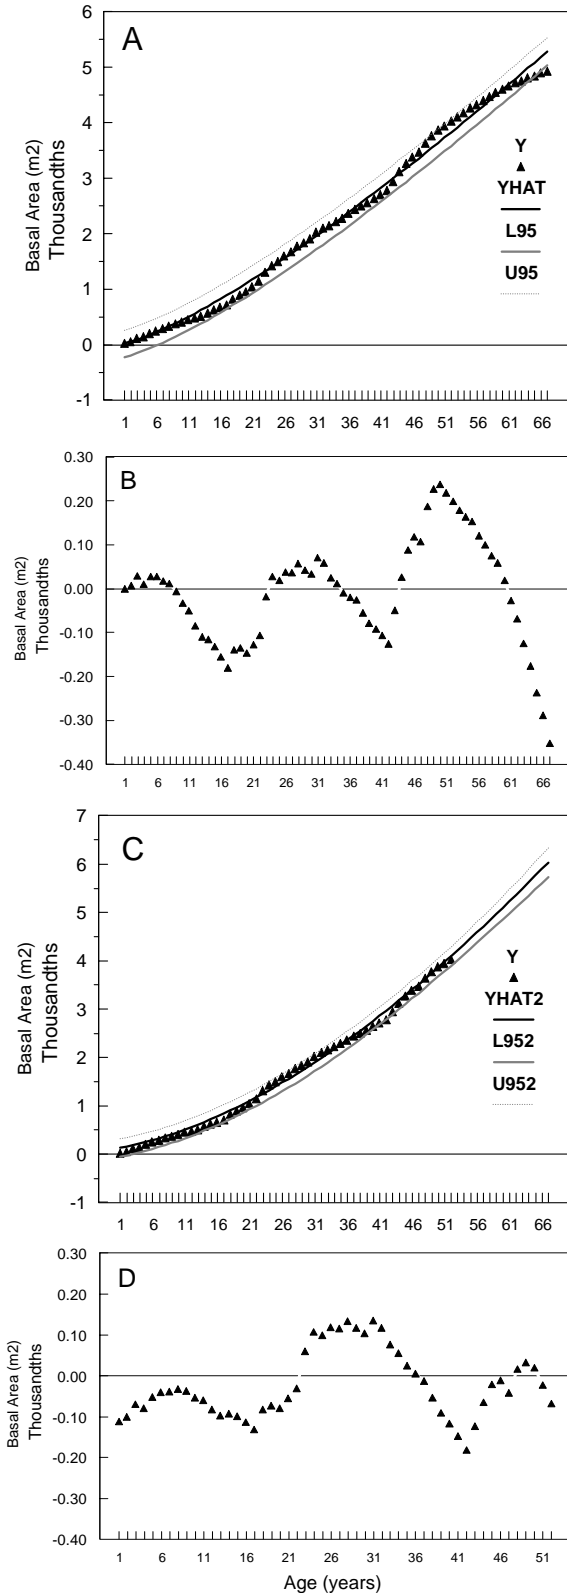 A
6
5
4
3
2
1
0
-1
Basal Area (m2)
Thousandths
Y
YHAT
L95
U95
1 6 11 16 21 26 31 36 41 46 51 56 61 66
B
0.30
0.20
0.10
0.00
-0.10
-0.20
-0.30
-0.40
Basal Area (m2)
Thousandths
1 6 11 16 21 26 31 36 41 46 51 56 61 66
C
7
6
5
4
3
2
1
0
-1
Basal Area (m2)
Thousandths
Y
YHAT2
L952
U952
1 6 11 16 21 26 31 36 41 46 51 56 61 66
D
0.30
0.20
0.10
0.00
-0.10
-0.20
-0.30
-0.40
Basal Area (m2)
Thousandths
1 6 11 16 21 26 31 36 41 46 51
Age (years)